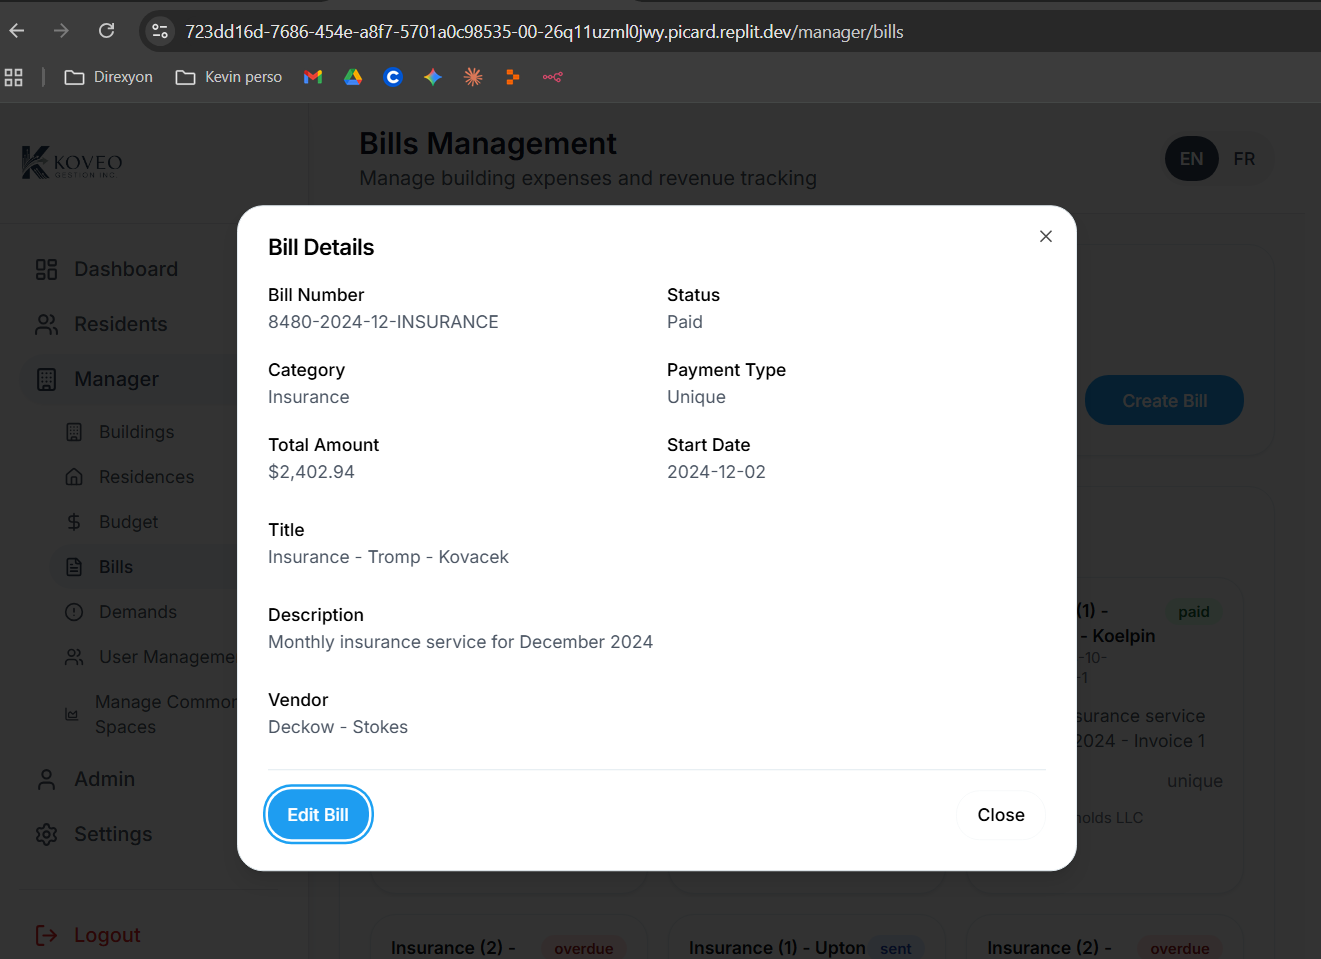 723dd16d-7686-454e-a8f7-5701a0c98535-00-26q11uzml0jwy.picard.replit.dev/manager/bills
Direxyon
Kevin perso
KOVEO
GESTION INC.
Bills Management
Manage building expenses and revenue tracking
EN
FR
Dashboard
Residents
Manager
Buildings
Residences
Budget
Bills
Demands
User Manageme
Manage Common
Spaces
Admin
Settings
Logout
Create Bill
Bill Details
Bill Number
8480-2024-12-INSURANCE
Status
Paid
Category
Insurance
Payment Type
Unique
Total Amount
$2,402.94
Start Date
2024-12-02
Title
Insurance - Tromp - Kovacek
Description
Monthly insurance service for December 2024
Vendor
Deckow - Stokes
Edit Bill
Close
(1) -
paid
- Koelpin
-10-
-1
surance service
2024 - Invoice 1
unique
nolds LLC
Insurance (2) -
overdue
Insurance (1) - Upton
sent
Insurance (2) -
overdue